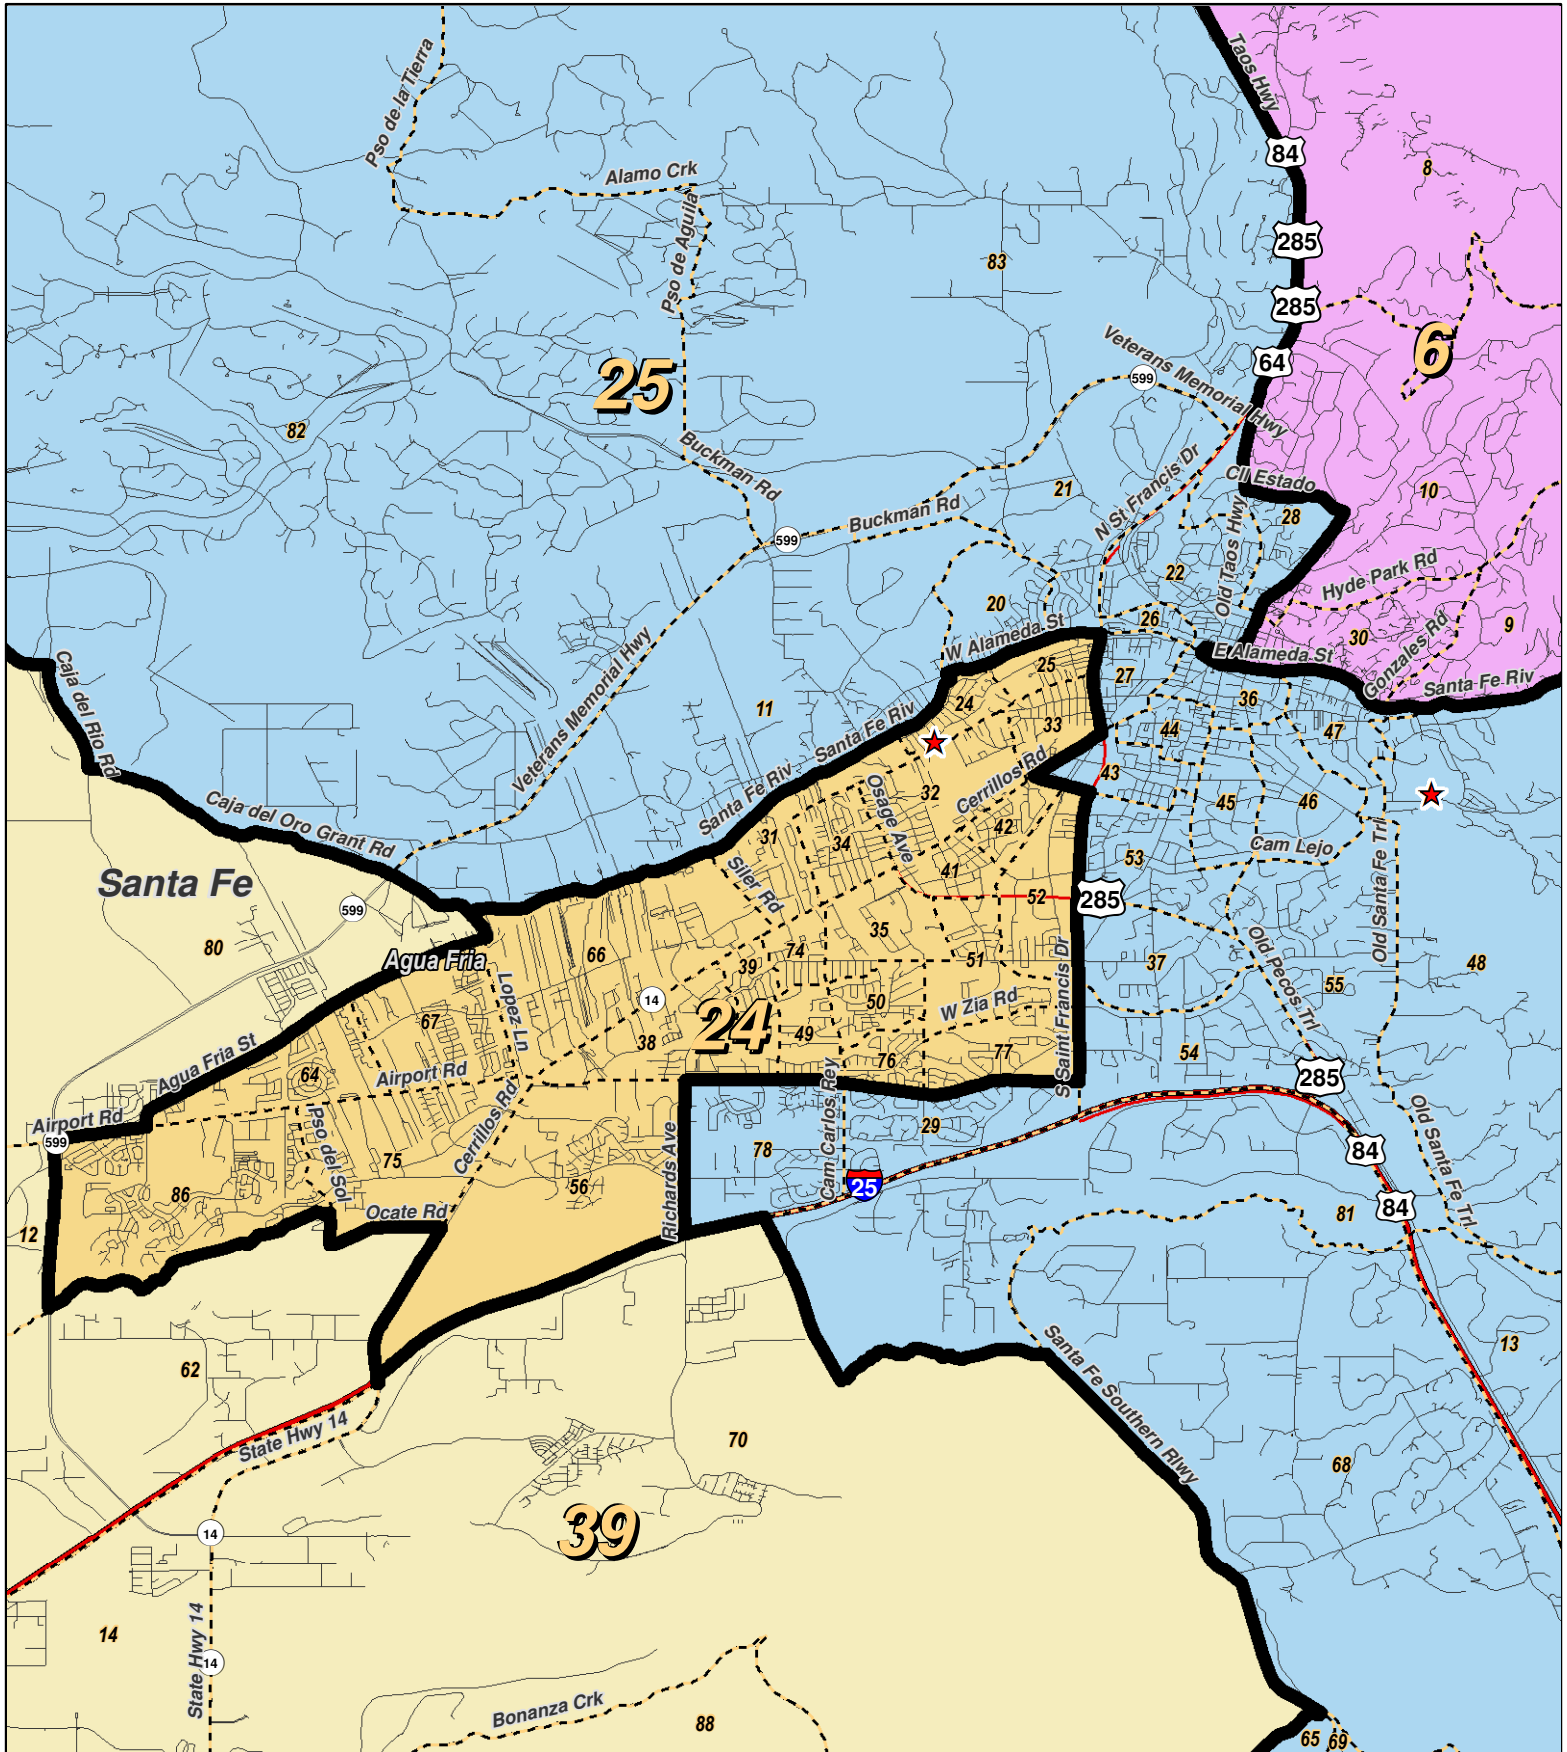 Taos Hwy
Pso de la Tierra
84
8
Alamo Crk
285
Pso de Aguila
83
285
Veterans Memorial Hwy
6
64
599
25
82
Buckman Rd
N St Francis Dr
Cll Estado
21
10
Buckman Rd
28
599
Old Taos Hwy
22
Hyde Park Rd
20
26
9
30
Gonzales Rd
W Alameda St
E Alameda St
25
27
Santa Fe Riv
Caja del Rio Rd
Veterans Memorial Hwy
11
24
36
33
44
47
Santa Fe Riv
43
Santa Fe Riv
32
Cerrillos Rd
45
46
Caja del Oro Grant Rd
31
Osage Ave
42
34
Cam Lejo
53
Santa Fe
Siler Rd
41
52
285
Old Santa Fe Trl
599
35
80
66
74
51
Old Pecos Trl
Agua Fria
39
37
48
55
Lopez Ln
14
50
W Zia Rd
S Saint Francis Dr
67
24
49
38
76
77
54
Agua Fria St
64
Airport Rd
285
Airport Rd
599
Pso del Sol
Cerrillos Rd
Richards Ave
Cam Carlos Rey
29
Old Santa Fe Trl
78
84
75
86
56
25
84
Ocate Rd
81
12
62
Santa Fe Southern Rlwy
13
State Hwy 14
70
68
39
14
14
State Hwy 14
14
Bonanza Crk
88
65
69